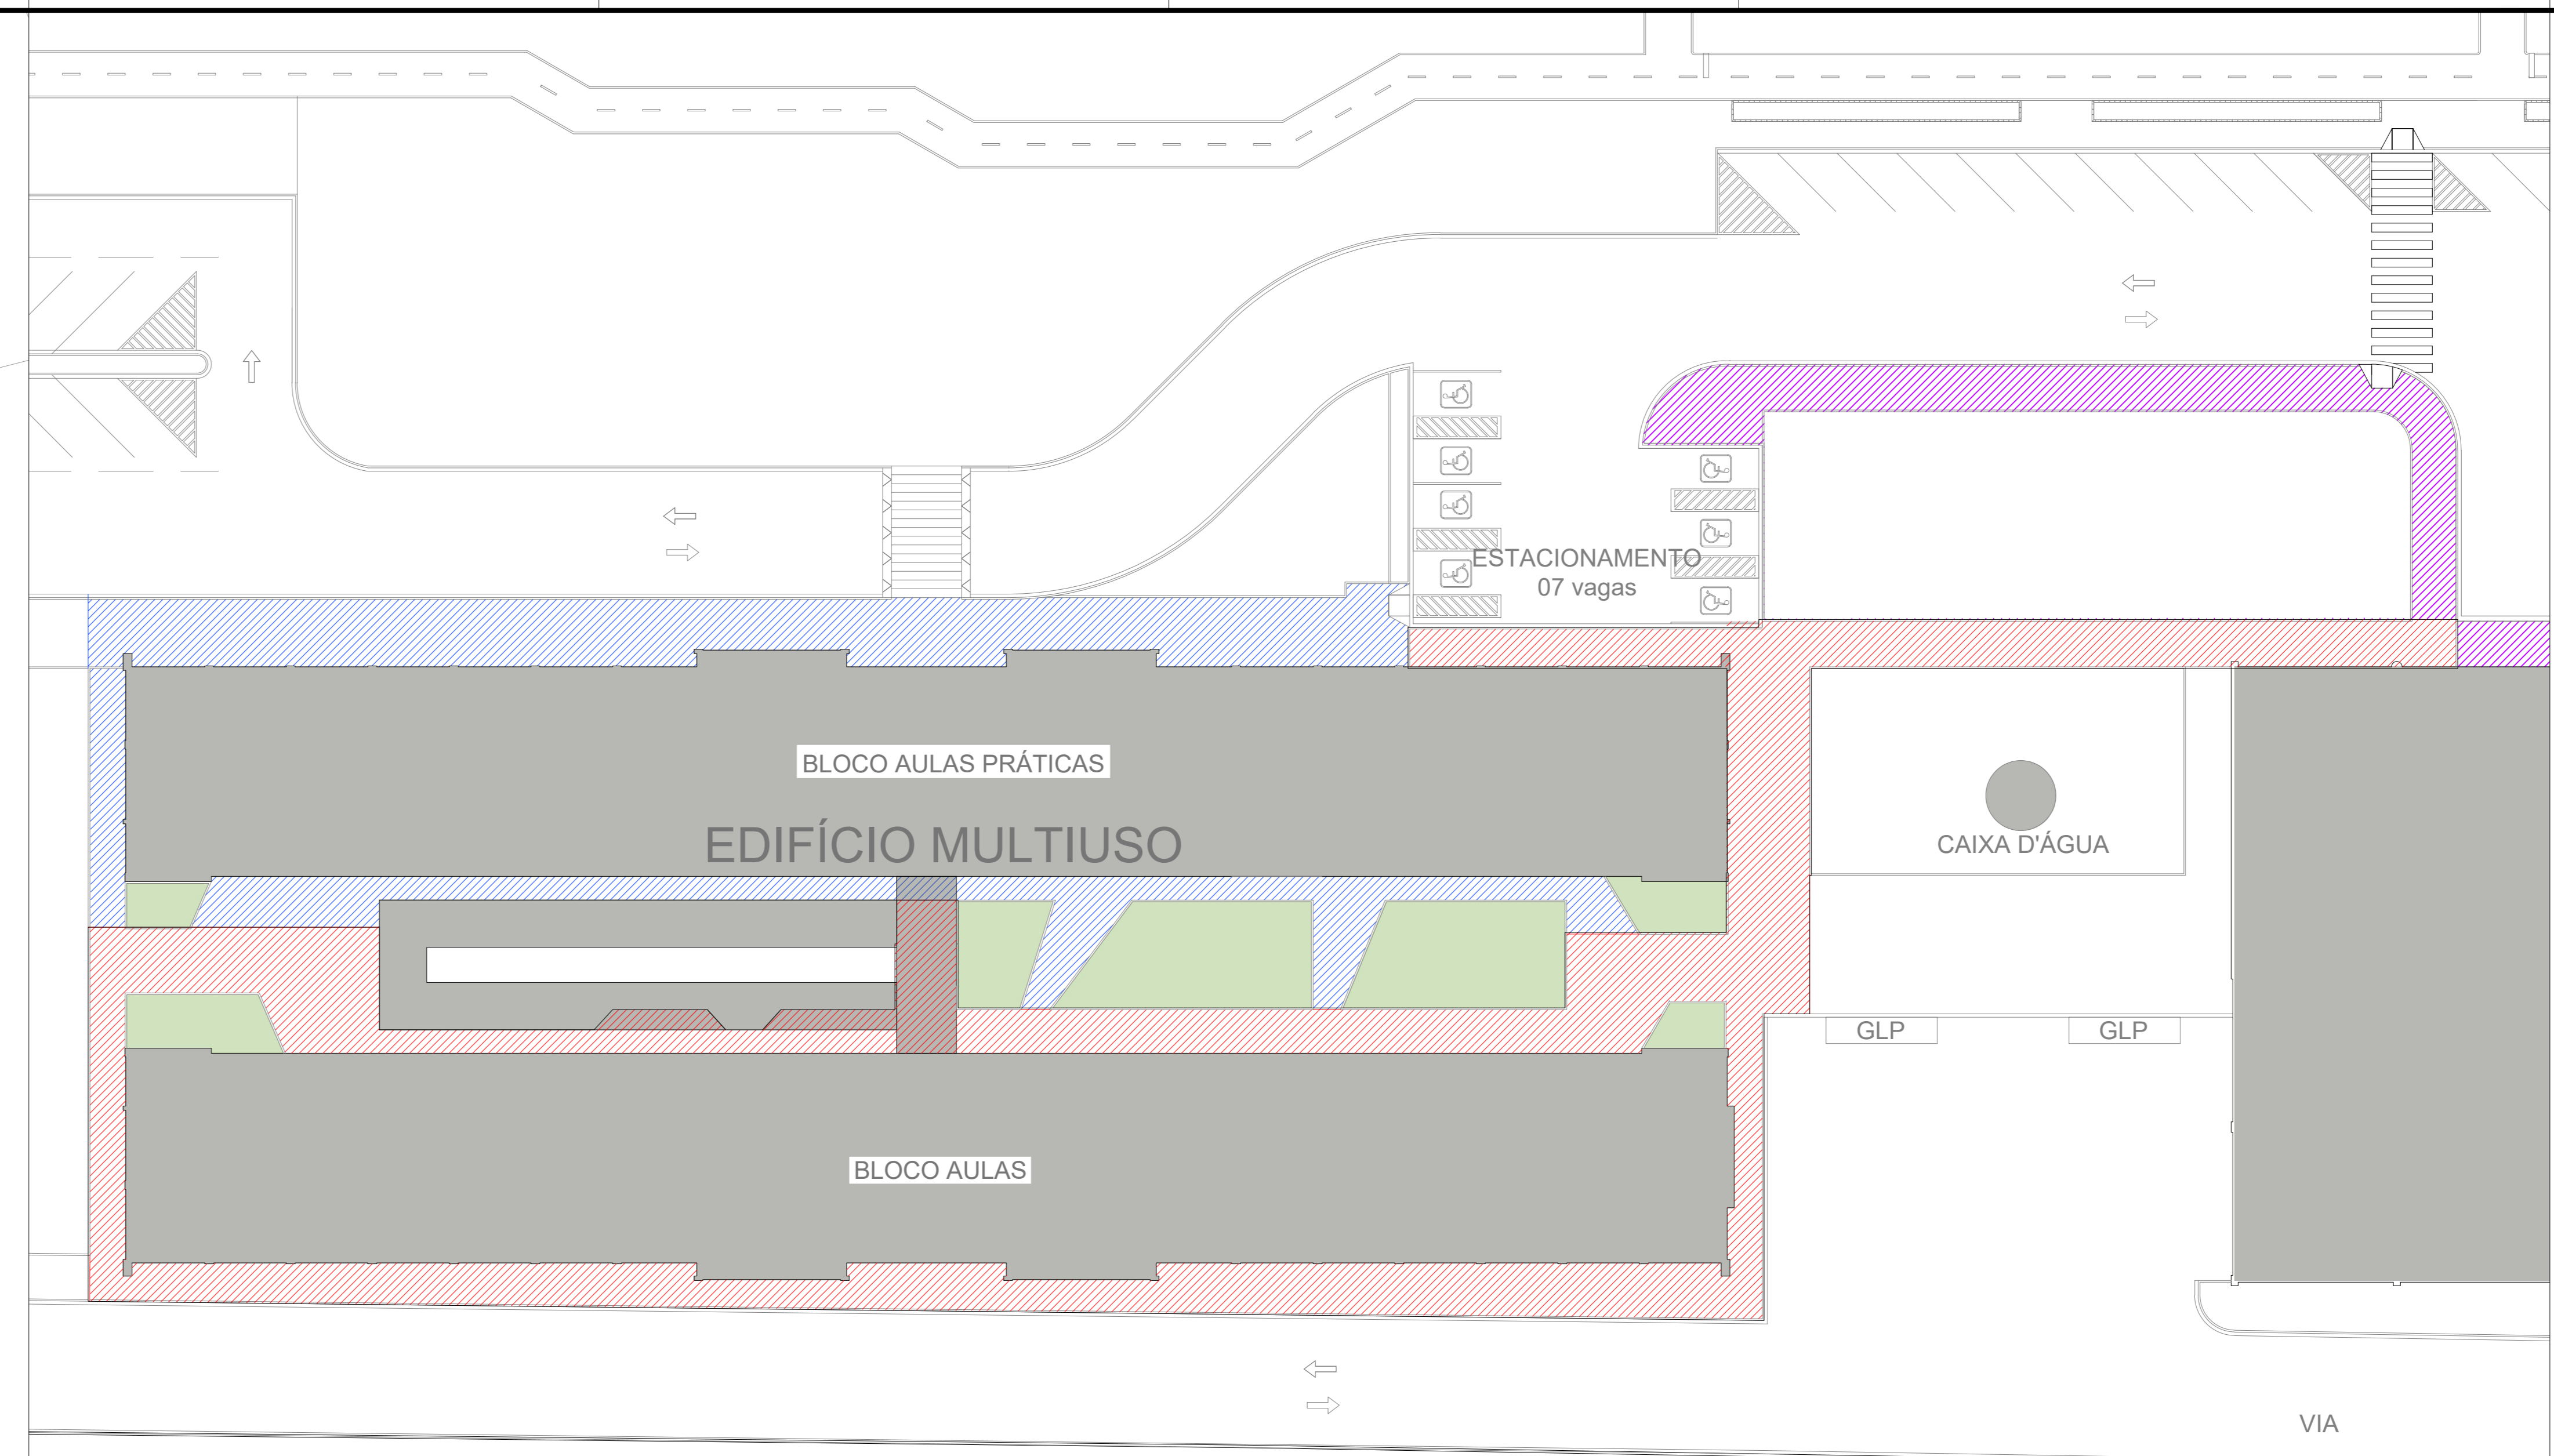 ESTACIONAMENTO
07 vagas
BLOCO AULAS PRÁTICAS
EDIFÍCIO MULTIUSO
CAIXA D'ÁGUA
GLP
GLP
BLOCO AULAS
VIA